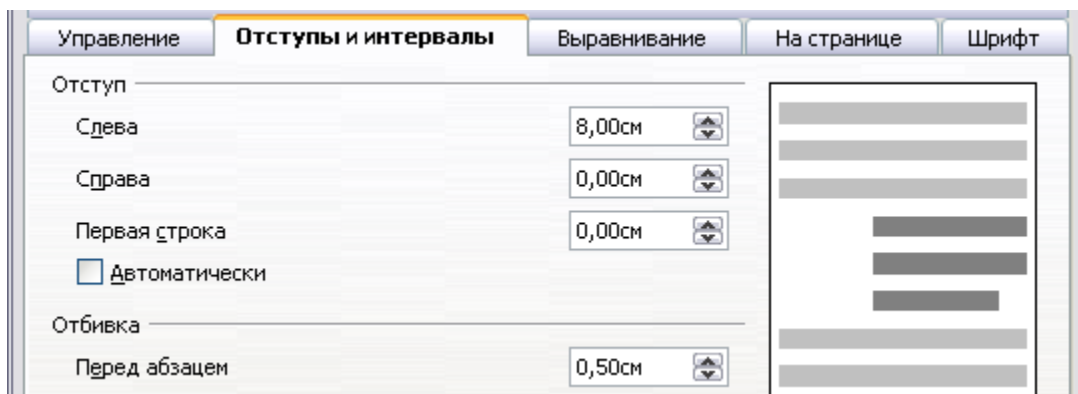 Управление Отступы и интервалы Выравнивание На странице Шрифт
Отступ
Слева 8,00см
Справа 0,00см
Первая строка 0,00см
Автоматически
Отбивка
Перед абзацем 0,50см